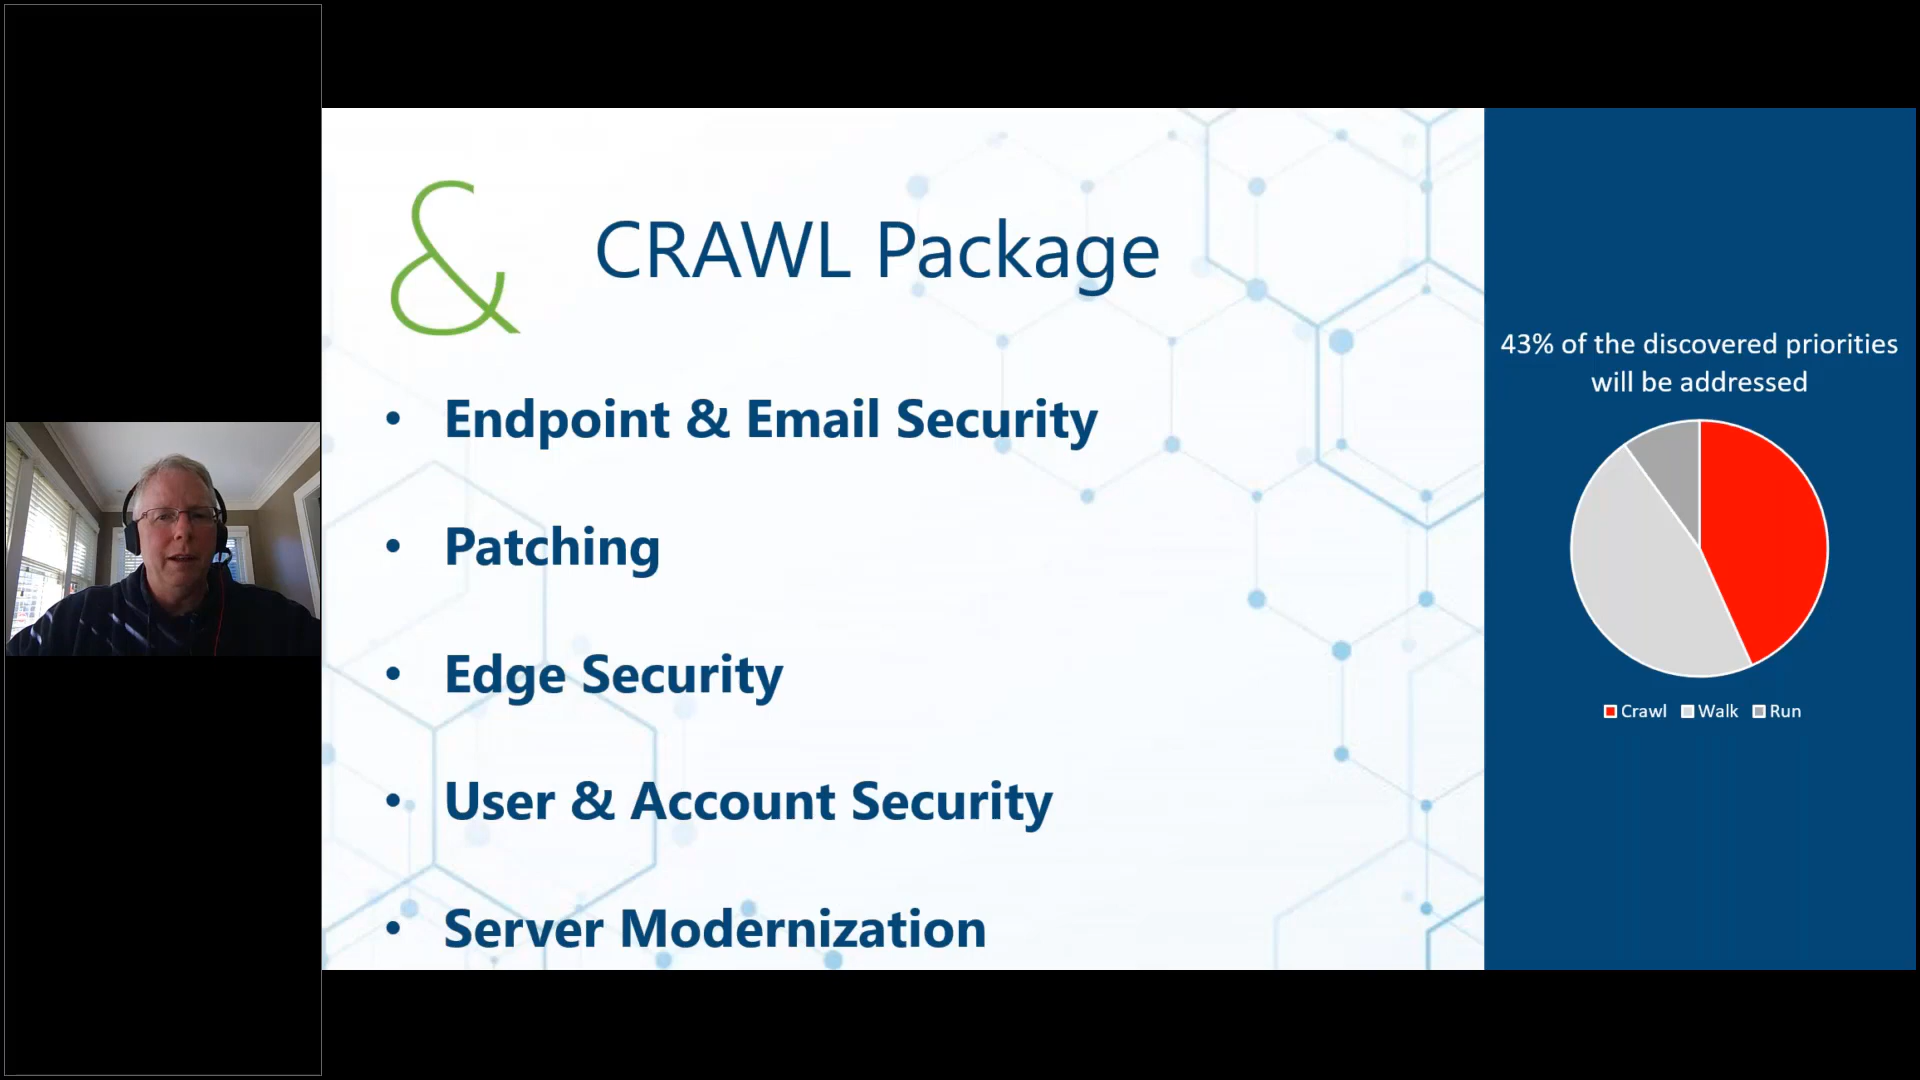 & CRAWL Package
• Endpoint & Email Security
• Patching
• Edge Security
• User & Account Security
• Server Modernization
43% of the discovered priorities
will be addressed
Crawl Walk Run